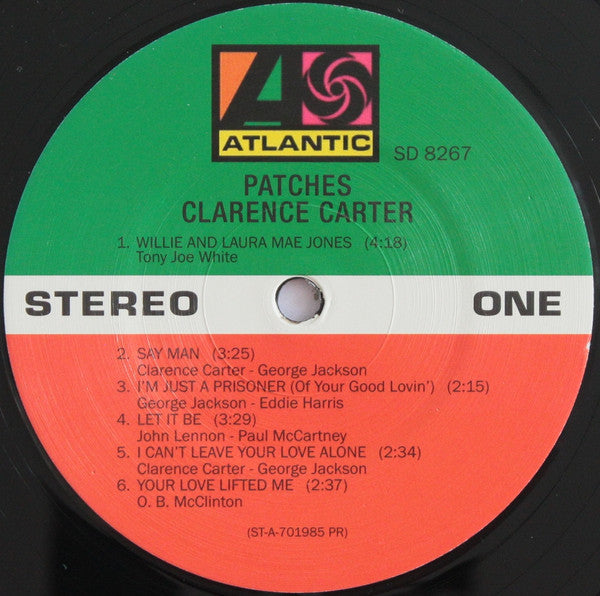 ATLANTIC
SD 8267
PATCHES
CLARENCE CARTER
1. WILLIE AND LAURA MAE JONES (4:18)
Tony Joe White
STEREO ONE
2. SAY MAN (3:25)
Clarence Carter - George Jackson
3. I'M JUST A PRISONER (Of Your Good Lovin') (2:15)
George Jackson - Eddie Harris
4. LET IT BE (3:29)
John Lennon - Paul McCartney
5. I CAN'T LEAVE YOUR LOVE ALONE (2:34)
Clarence Carter - George Jackson
6. YOUR LOVE LIFTED ME (2:37)
O. B. McClinton
(ST-A-701985 PR)